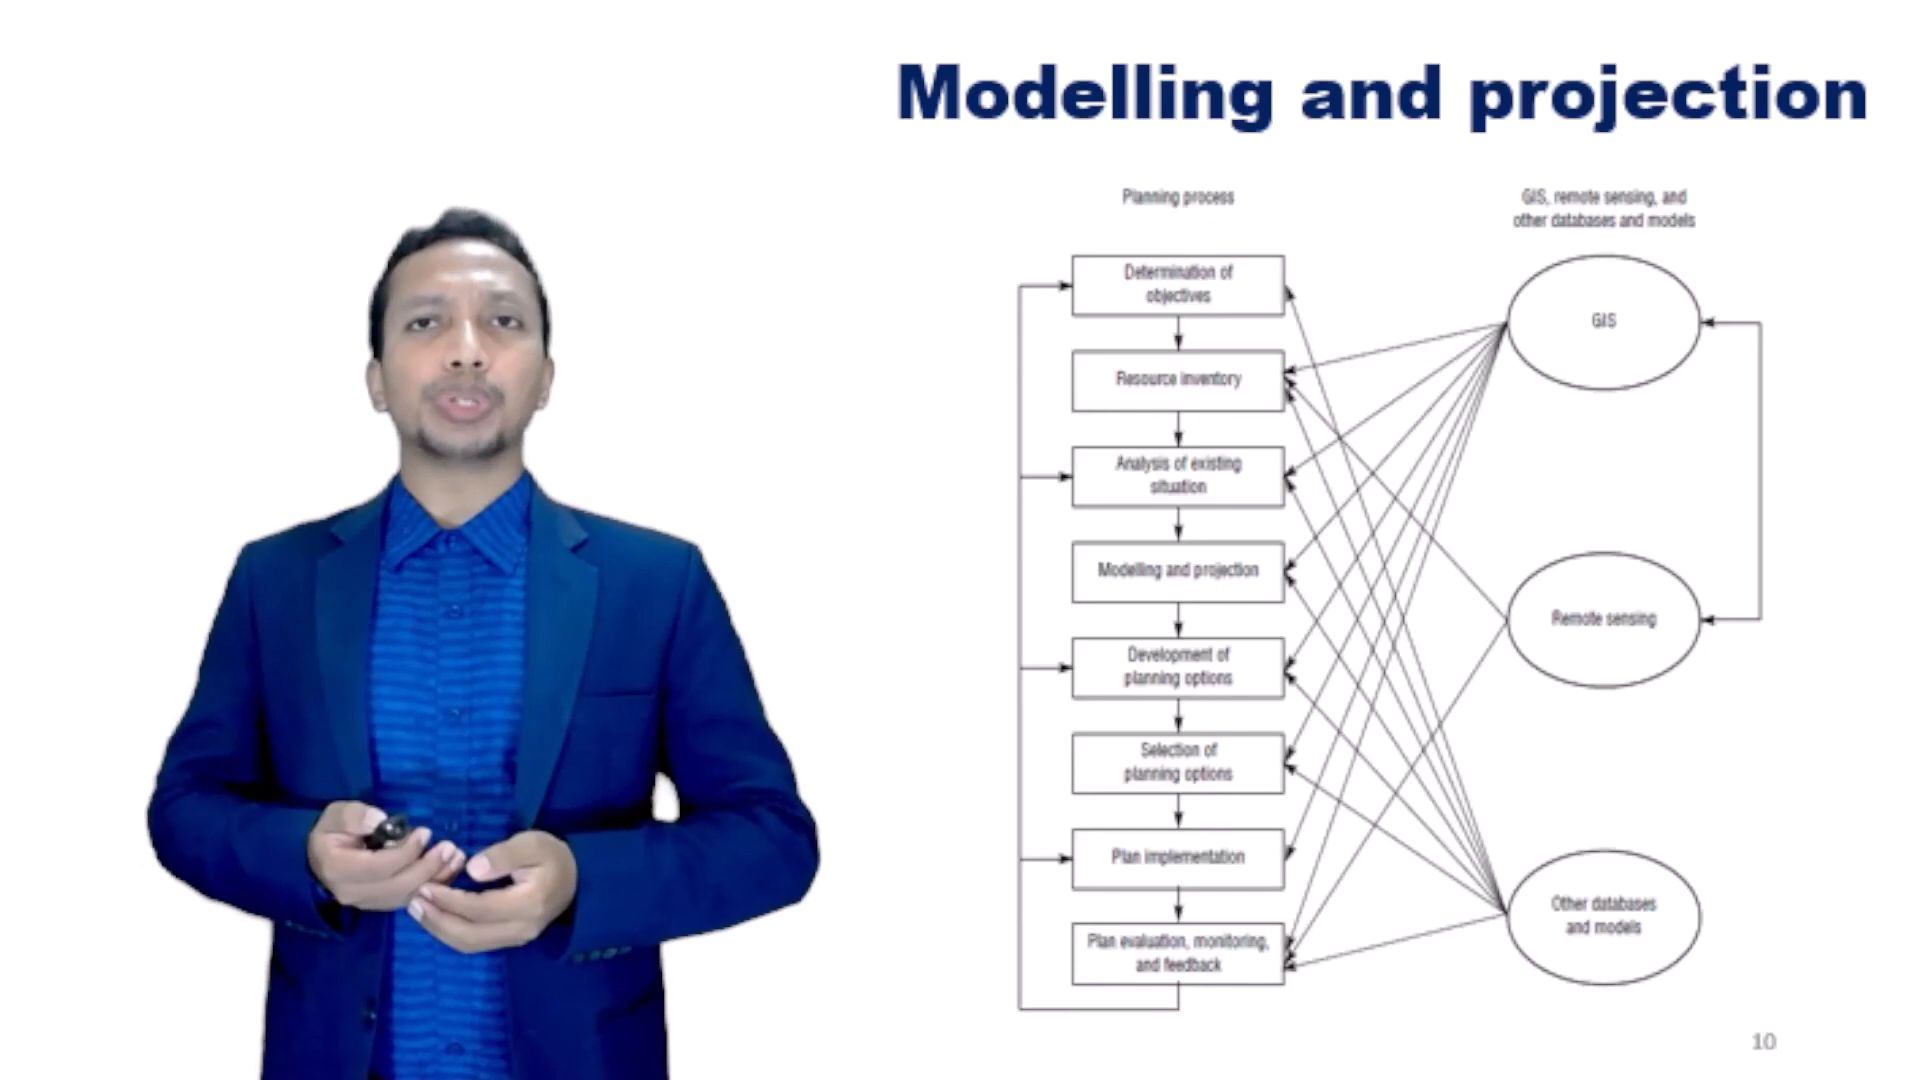 Modelling and projection
Planning process
GIS, remote sensing, and
other databases and models
Determination of
objectives
Resource inventory
Analysis of existing
situation
Modelling and projection
Development of
planning options
Selection of
planning options
Plan implementation
Plan evaluation, monitoring,
and feedback
GIS
Remote sensing
Other databases
and models
10